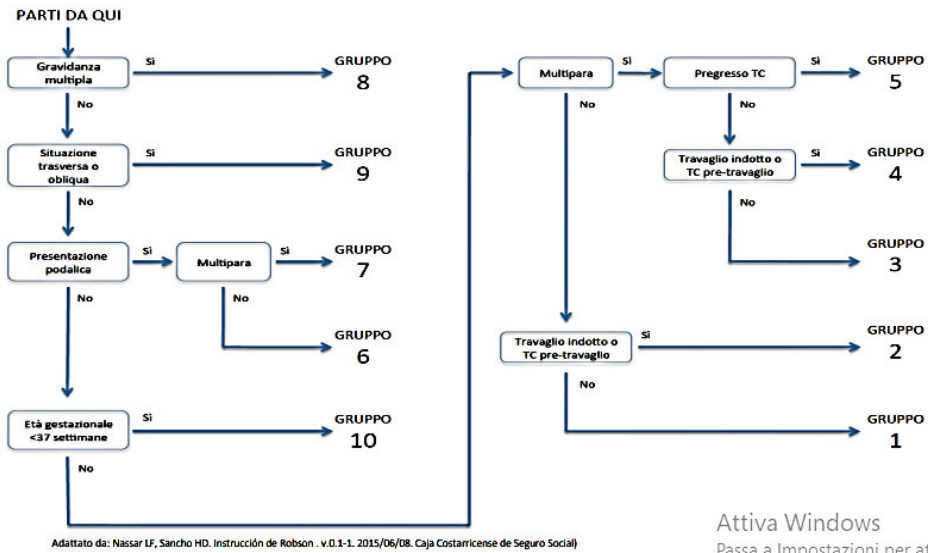 PARTI DA QUI
Gravidanza
multipla
Sì
GRUPPO
8
No
Situazione
trasversa o
obliqua
Sì
GRUPPO
9
No
Presentazione
podalica
Sì
Multipara
Sì
GRUPPO
7
No
No
GRUPPO
6
Età gestazionale
<37 settimane
Sì
GRUPPO
10
No
Multipara
Sì
Pregresso TC
Sì
GRUPPO
5
No
No
Travaglio indotto o
TC pre-travaglio
Sì
GRUPPO
4
No
GRUPPO
3
Travaglio indotto o
TC pre-travaglio
Sì
GRUPPO
2
No
GRUPPO
1
Adattato da: Nassar LF, Sancho HD. Instrucción de Robson . v.0.1-1. 2015/06/08. Caja Costarricense de Seguro Social)
Attiva Windows
Passa a Impostazioni per